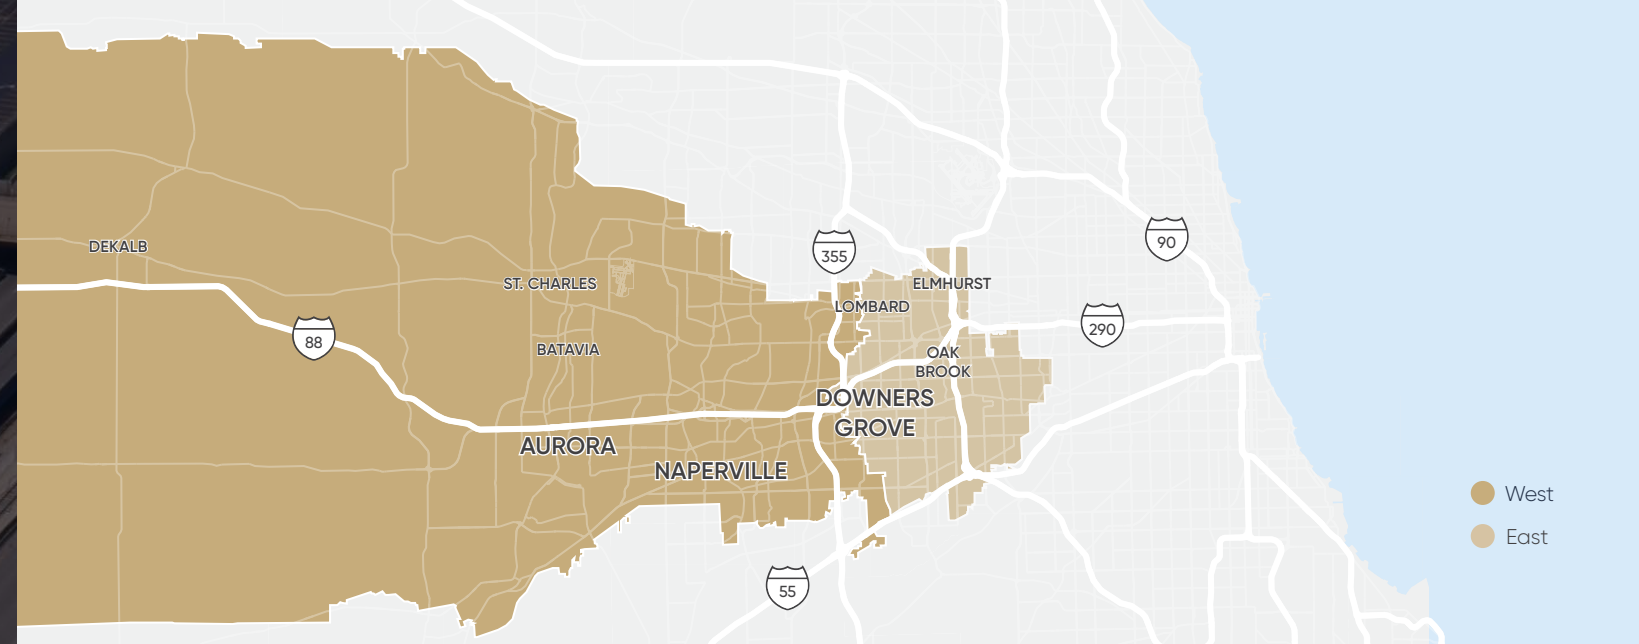 DEKALB
ST. CHARLES
355
ELMHURST
90
LOMBARD
290
88
BATAVIA
OAK
BROOK
DOWNERS
GROVE
AURORA
NAPERVILLE
West
East
55